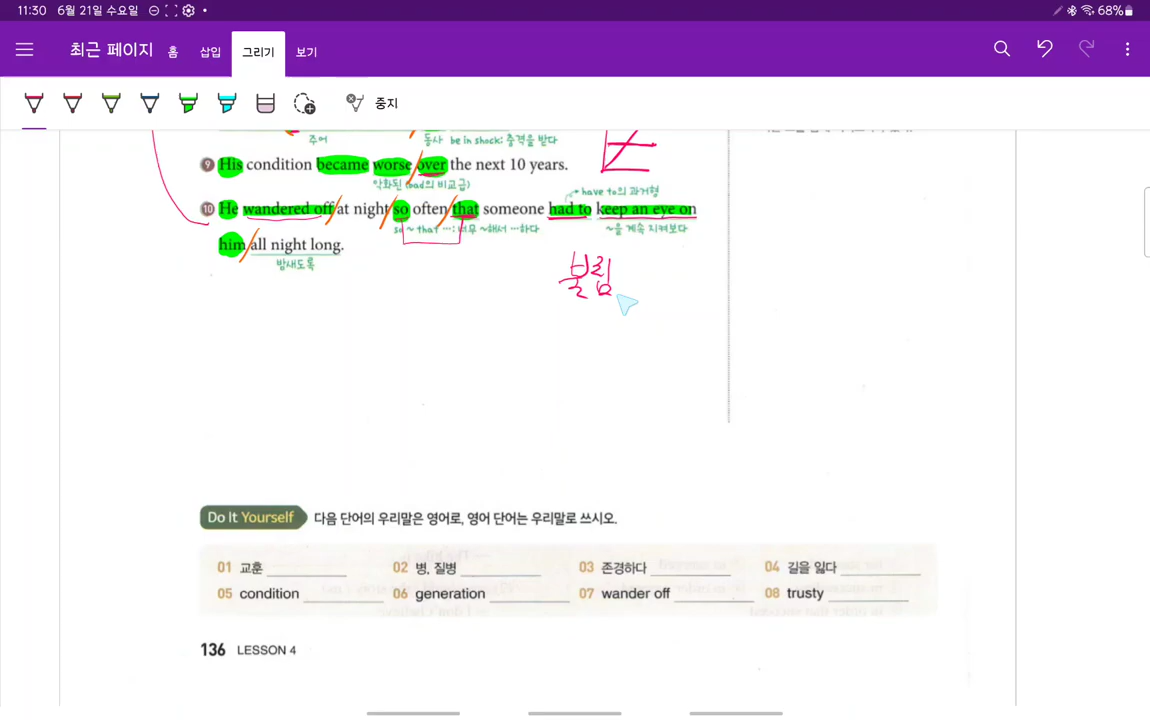 11:30 6월 21일 수요일 68%
최근 페이지 홈 삽입 그리기 보기
중지
주어 동사 be in shock: 충격을 받다
⑨ His condition became worse over the next 10 years.
악화된 (bad의 비교급)
have to의 과거형
⑩ He wandered off at night so often that someone had to keep an eye on
so ~ that …: 너무 ~해서 …하다 ~을 계속 지켜보다
him all night long.
밤새도록
Do It Yourself 다음 단어의 우리말은 영어로, 영어 단어는 우리말로 쓰시오.
01 교훈 02 병, 질병 03 존경하다 04 길을 잃다
05 condition 06 generation 07 wander off 08 trusty
136 LESSON 4